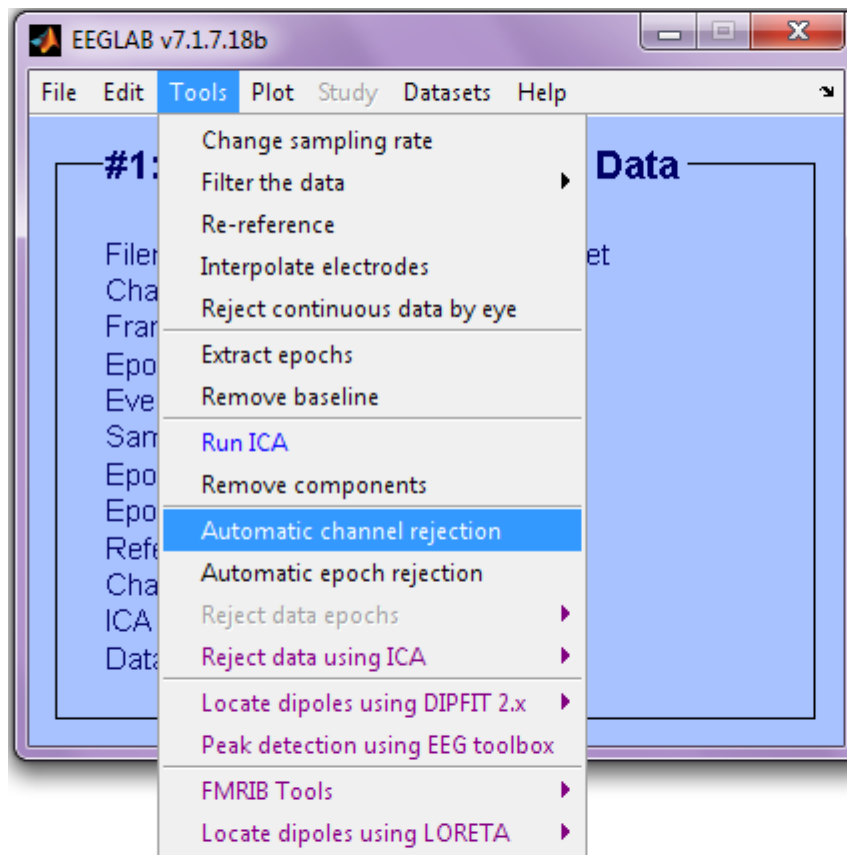 EEGLAB v7.1.7.18b
File Edit Tools Plot Study Datasets Help
#1: Data
Change sampling rate
Filter the data
Re-reference
Interpolate electrodes
Reject continuous data by eye
Extract epochs
Remove baseline
Run ICA
Remove components
Automatic channel rejection
Automatic epoch rejection
Reject data epochs
Reject data using ICA
Locate dipoles using DIPFIT 2.x
Peak detection using EEG toolbox
FMRIB Tools
Locate dipoles using LORETA
Filer
Cha
Fran
Epo
Eve
Sam
Epo
Epo
Refe
Cha
ICA
Data
et